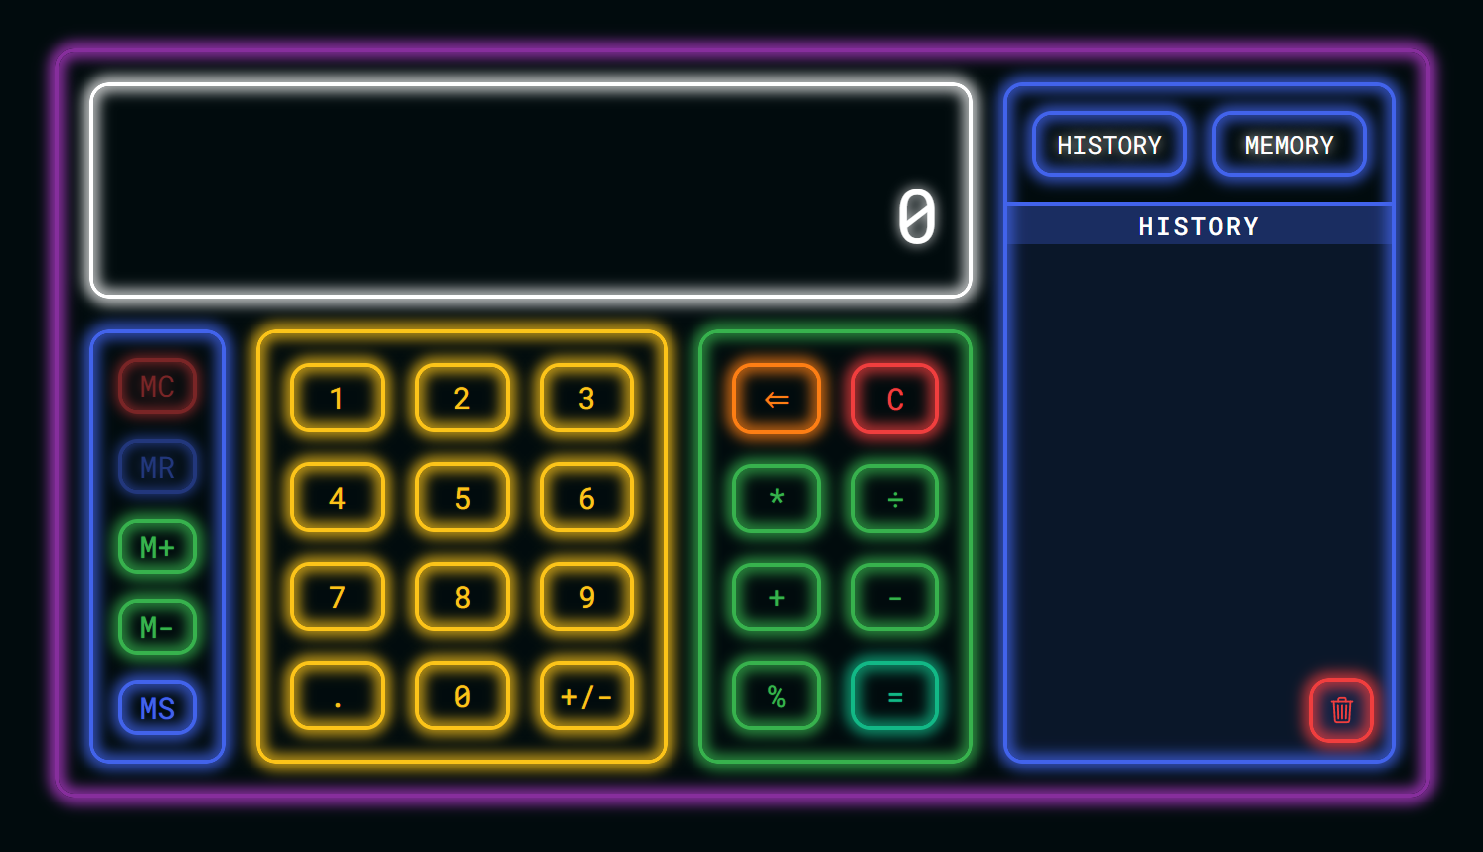 0
HISTORY MEMORY
HISTORY
MC
MR
M+
M-
MS
1 2 3
4 5 6
7 8 9
. 0 +/-
⇐ C
* ÷
+ -
% =